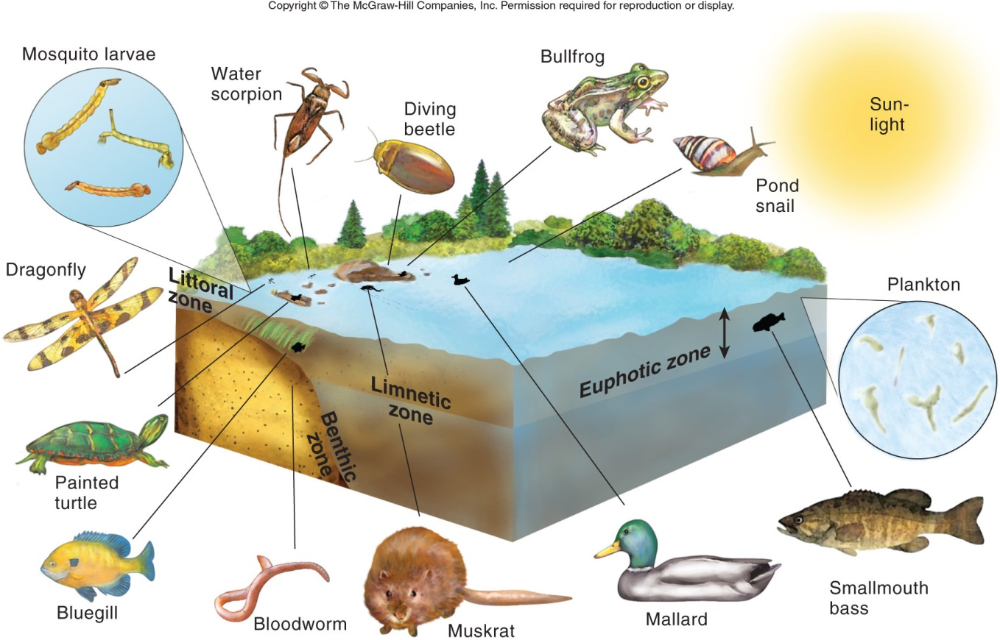 Copyright © The McGraw-Hill Companies, Inc. Permission required for reproduction or display.
Mosquito larvae
Water
scorpion
Diving
beetle
Bullfrog
Sun-
light
Pond
snail
Dragonfly
Littoral
zone
Plankton
Euphotic zone
Limnetic
zone
Benthic
zone
Painted
turtle
Bluegill
Bloodworm
Muskrat
Mallard
Smallmouth
bass